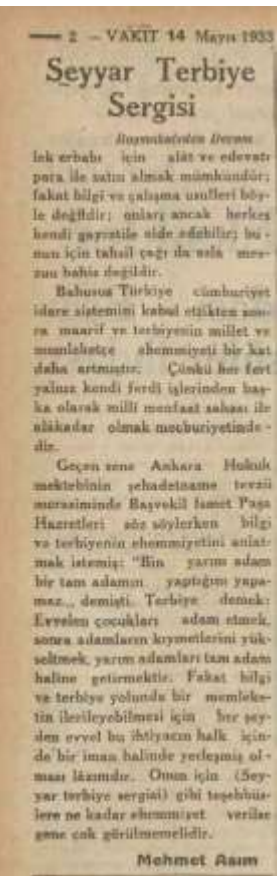 — 2 — VAKIT 14 Mayıs 1933
Seyyar Terbiye
Sergisi
Başmakaleden Devam
lek erbabı için alât ve edevatı
para ile satın almak mümkündür;
fakat bilgi ve çalışma usulleri böy-
le değildir; onları ancak herkes
kendi gayretile elde edebilir; bu -
nun için tahsil çağı da asla mev-
zuu bahis değildir.
Bahusus Türkiye cümhuriyet
idare sistemini kabul ettikten son-
ra maarif ve terbiyenin millet ve
memleketçe ehemmiyeti bir kat
daha artmıştır. Çünkü her fert
yalnız kendi ferdî işlerinden baş-
ka olarak millî menfaat sahası ile
alâkadar olmak mecburiyetinde -
dir.
Geçen sene Ankara Hukuk
mektebinin şehadetname tevzii
merasiminde Başvekil Ismet Paşa
Hazretleri söz söylerken bilgi
ve terbiyenin ehemmiyetini anlat-
mak istemiş: "Bin yarım adam
bir tam adamın yaptığını yapa-
maz.,, demişti. Terbiye demek:
Evvelen çocukları adam etmek,
sonra adamların kıymetlerini yük-
seltmek, yarım adamları tam adam
haline getirmektir. Fakat bilgi
ve terbiye yolunda bir memleke-
tin ilerileyebilmesi için her şey-
den evvel bu ihtiyacın halk için-
de bir iman halinde yerleşmiş ol -
ması lâzımdır. Onun için (Sey-
yar terbiye sergisi) gibi teşebbüs-
lere ne kadar ehemmiyet verilse
gene çok görülmemelidir.
Mehmet Asım